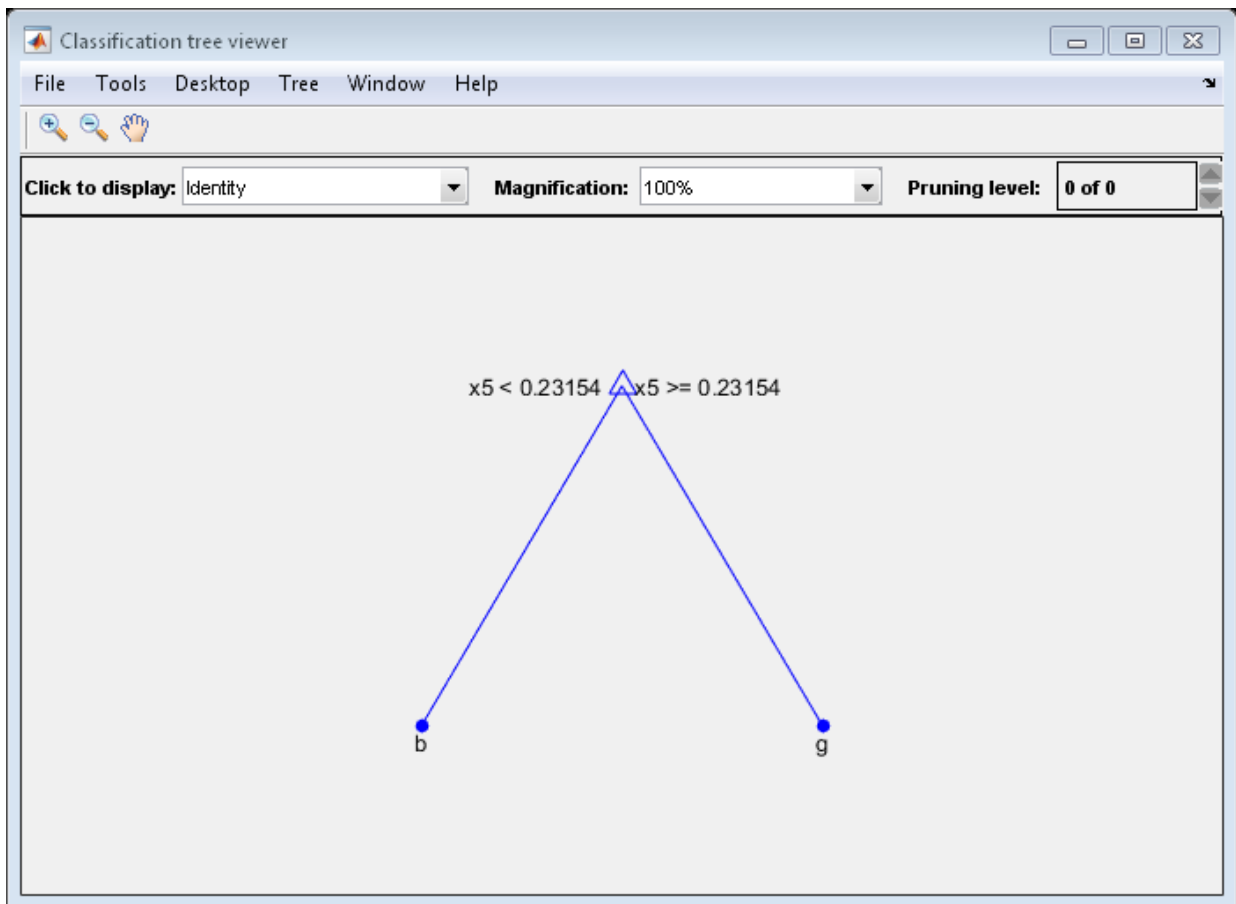 Classification tree viewer
File Tools Desktop Tree Window Help
Click to display: Identity Magnification: 100% Pruning level: 0 of 0
x5 < 0.23154 x5 >= 0.23154
b g